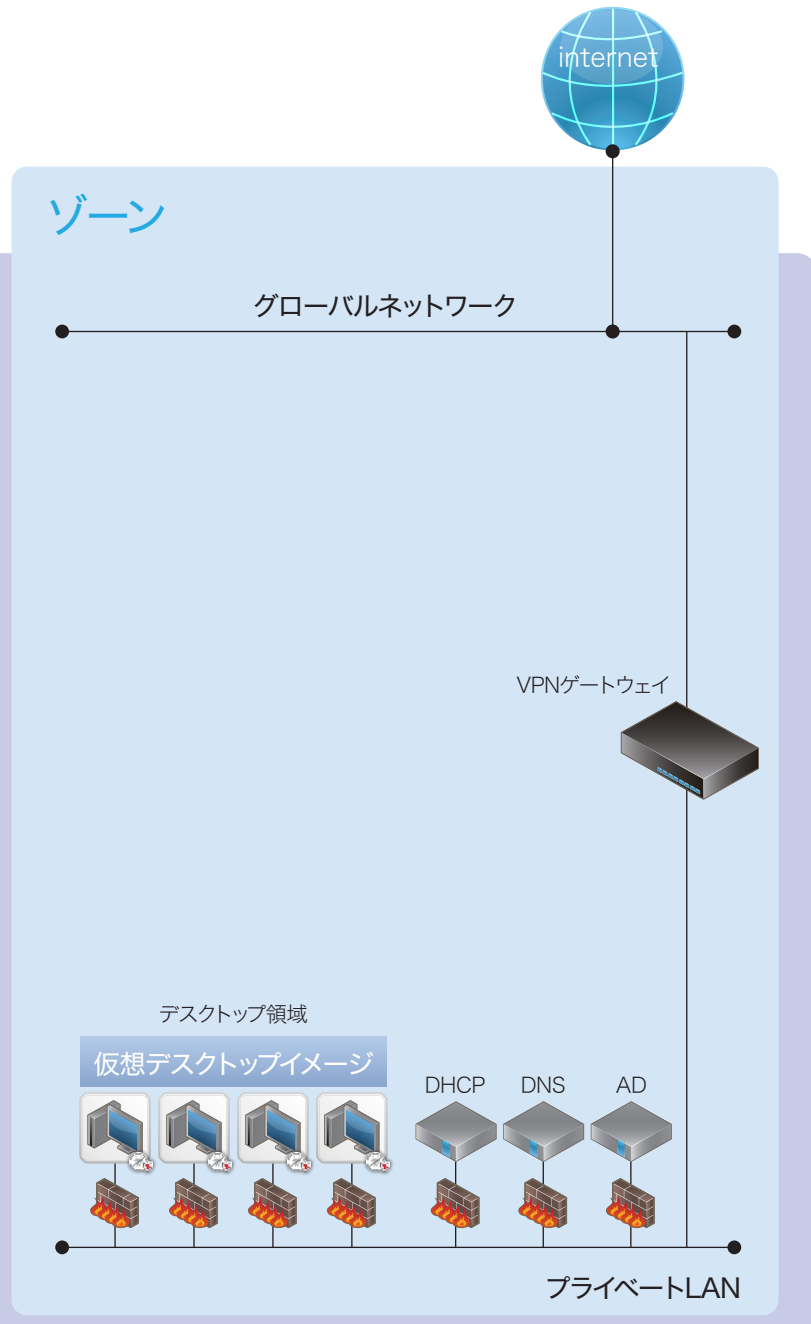 internet
ゾーン
グローバルネットワーク
VPNゲートウェイ
デスクトップ領域
仮想デスクトップイメージ
DHCP
DNS
AD
プライベートLAN